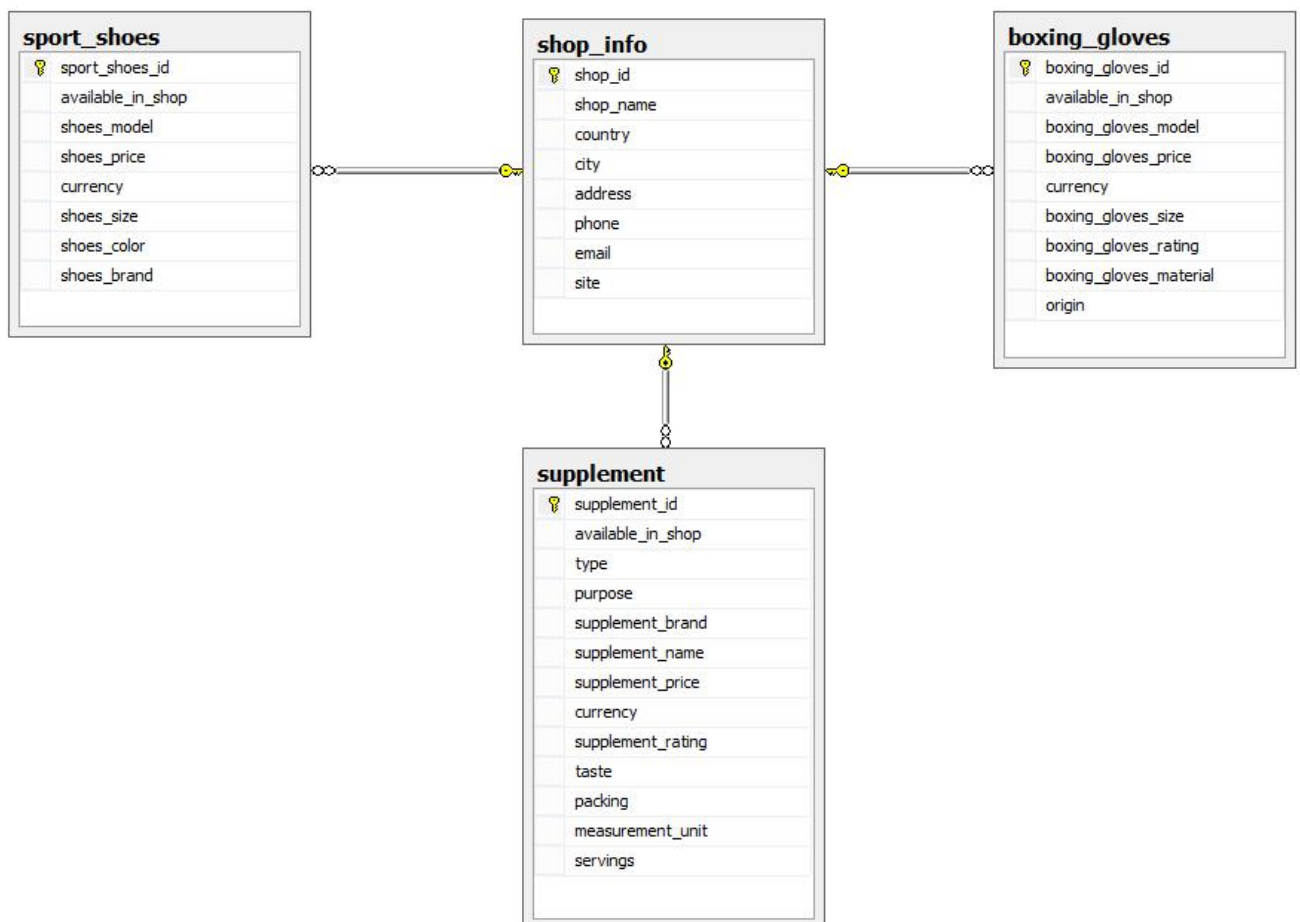 sport_shoes
sport_shoes_id
available_in_shop
shoes_model
shoes_price
currency
shoes_size
shoes_color
shoes_brand
shop_info
shop_id
shop_name
country
city
address
phone
email
site
boxing_gloves
boxing_gloves_id
available_in_shop
boxing_gloves_model
boxing_gloves_price
currency
boxing_gloves_size
boxing_gloves_rating
boxing_gloves_material
origin
supplement
supplement_id
available_in_shop
type
purpose
supplement_brand
supplement_name
supplement_price
currency
supplement_rating
taste
packing
measurement_unit
servings